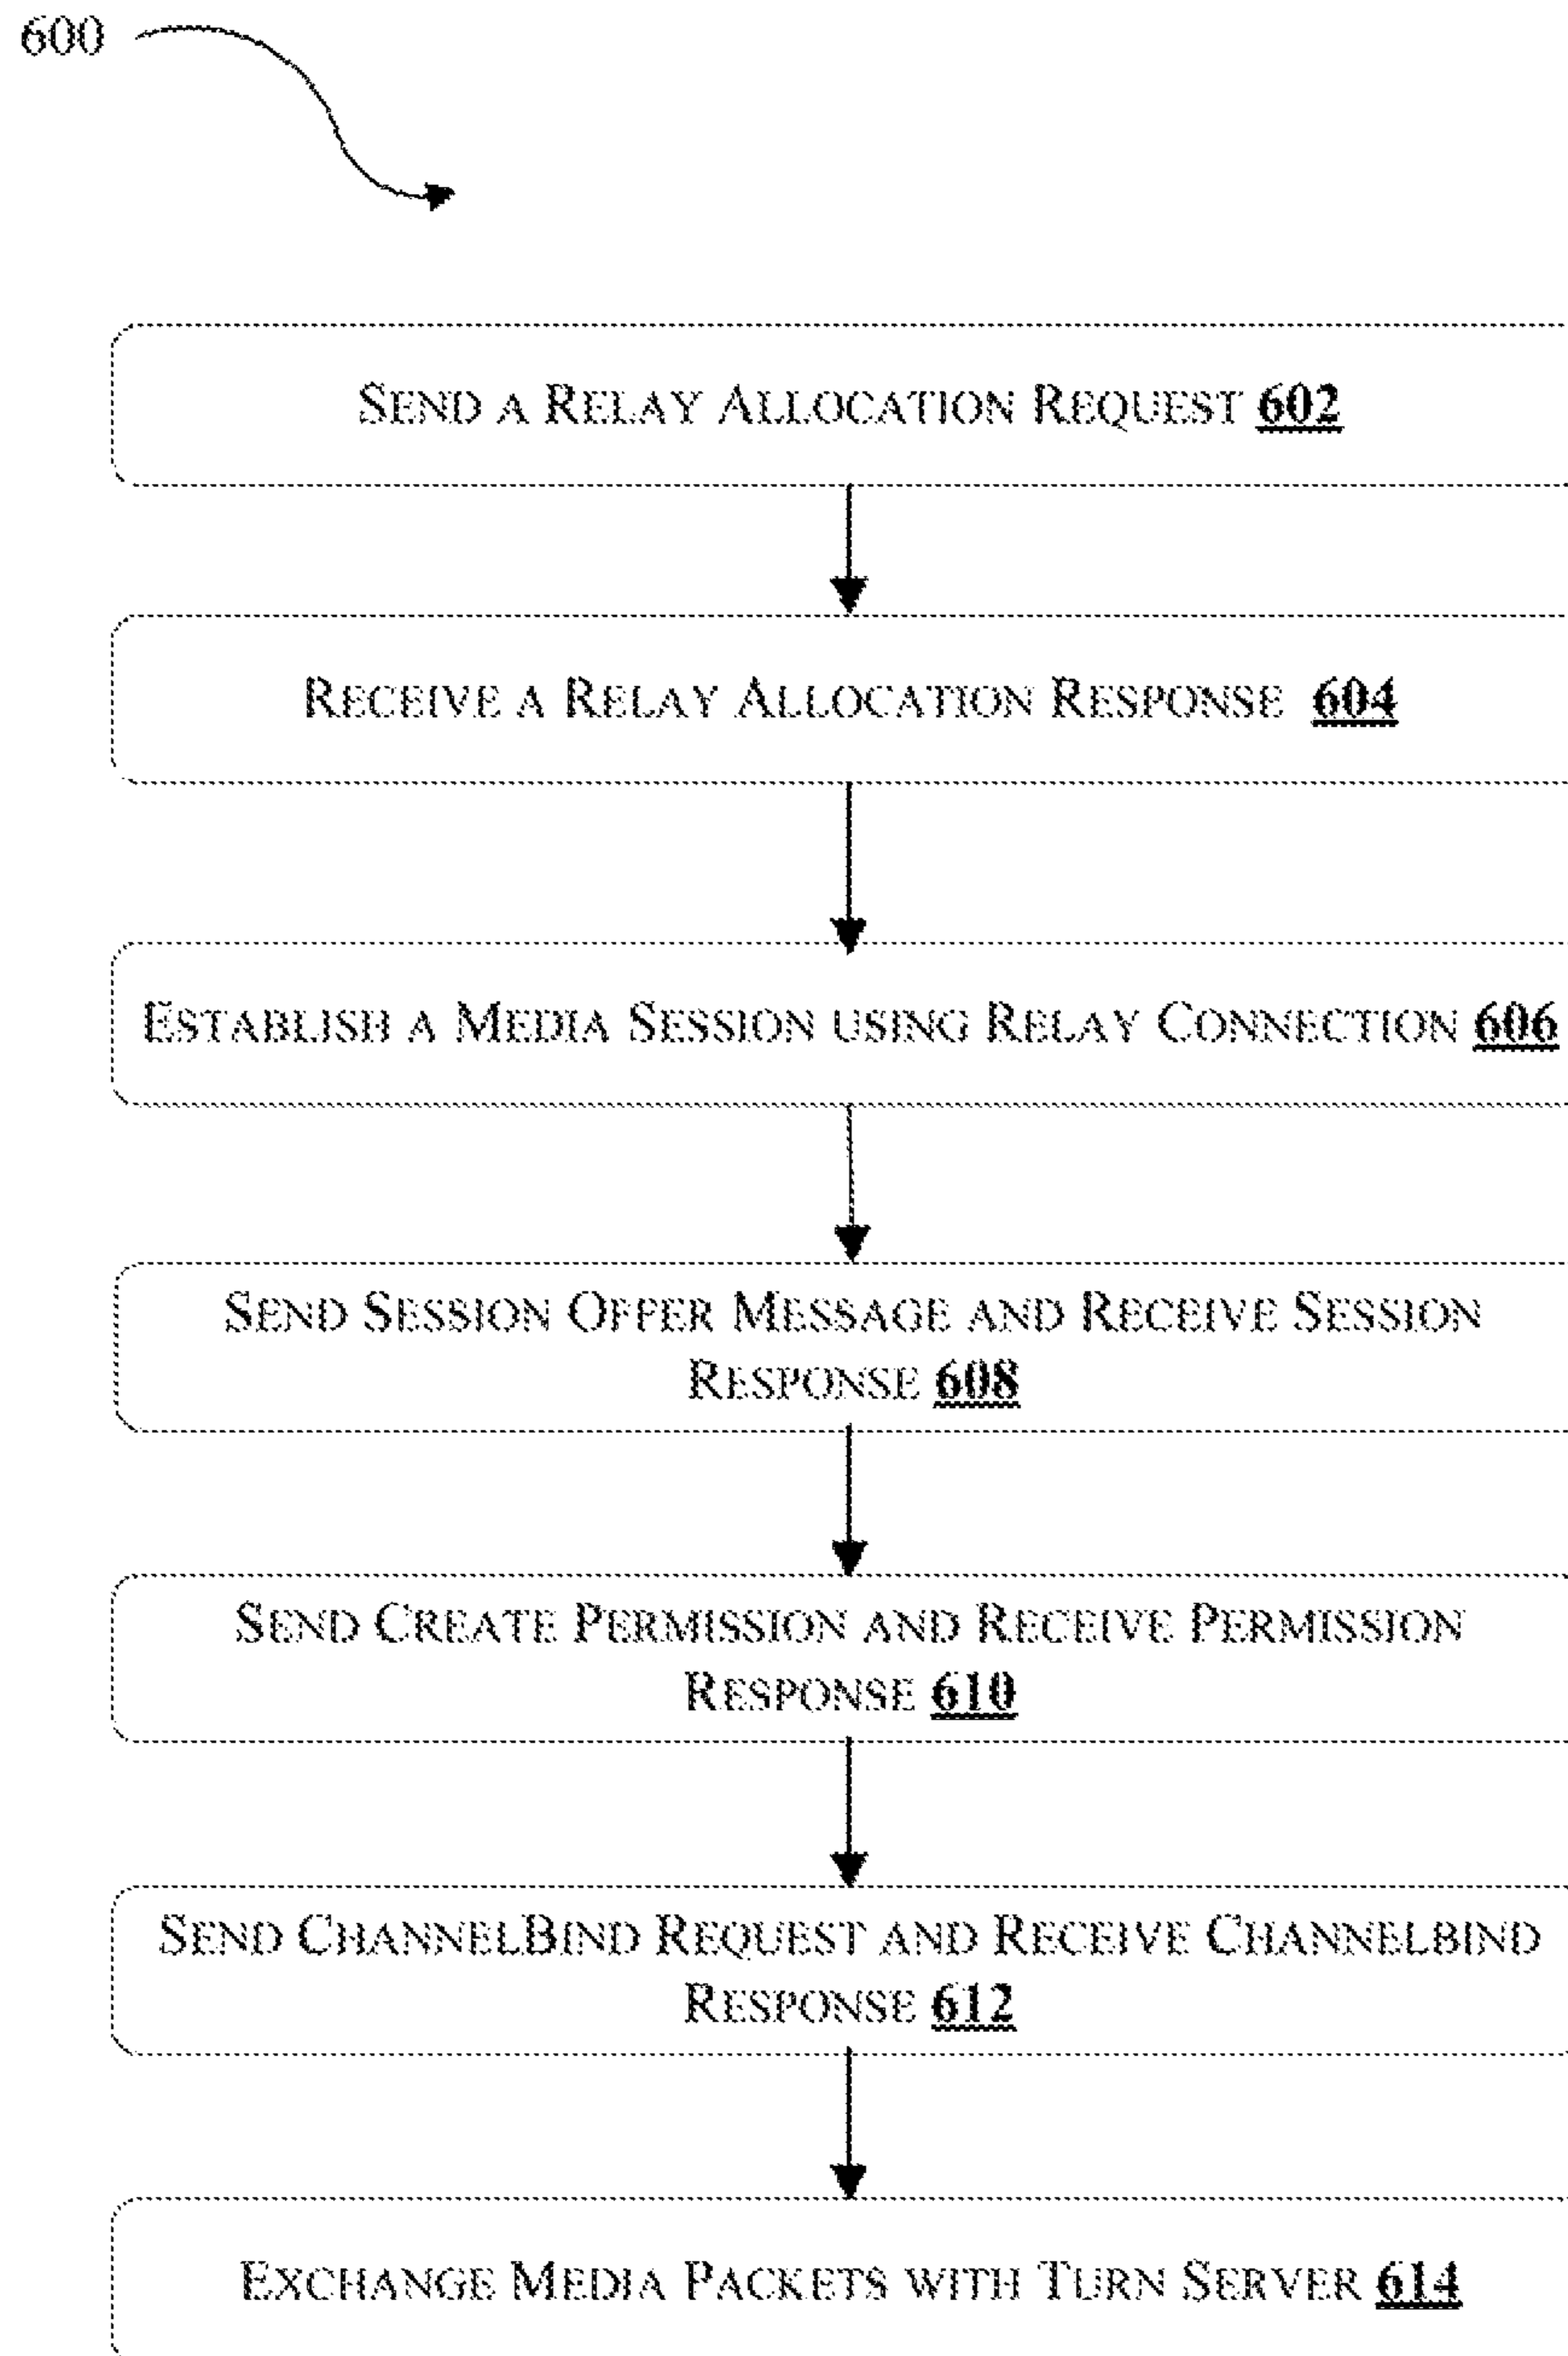 600
SEND A RELAY ALLOCATION REQUEST 602
RECEIVE A RELAY ALLOCATION RESPONSE 604
ESTABLISH A MEDIA SESSION USING RELAY CONNECTION 606
SEND SESSION OFFER MESSAGE AND RECEIVE SESSION
RESPONSE 608
SEND CREATE PERMISSION AND RECEIVE PERMISSION
RESPONSE 610
SEND CHANNELBIND REQUEST AND RECEIVE CHANNELBIND
RESPONSE 612
EXCHANGE MEDIA PACKETS WITH TURN SERVER 614